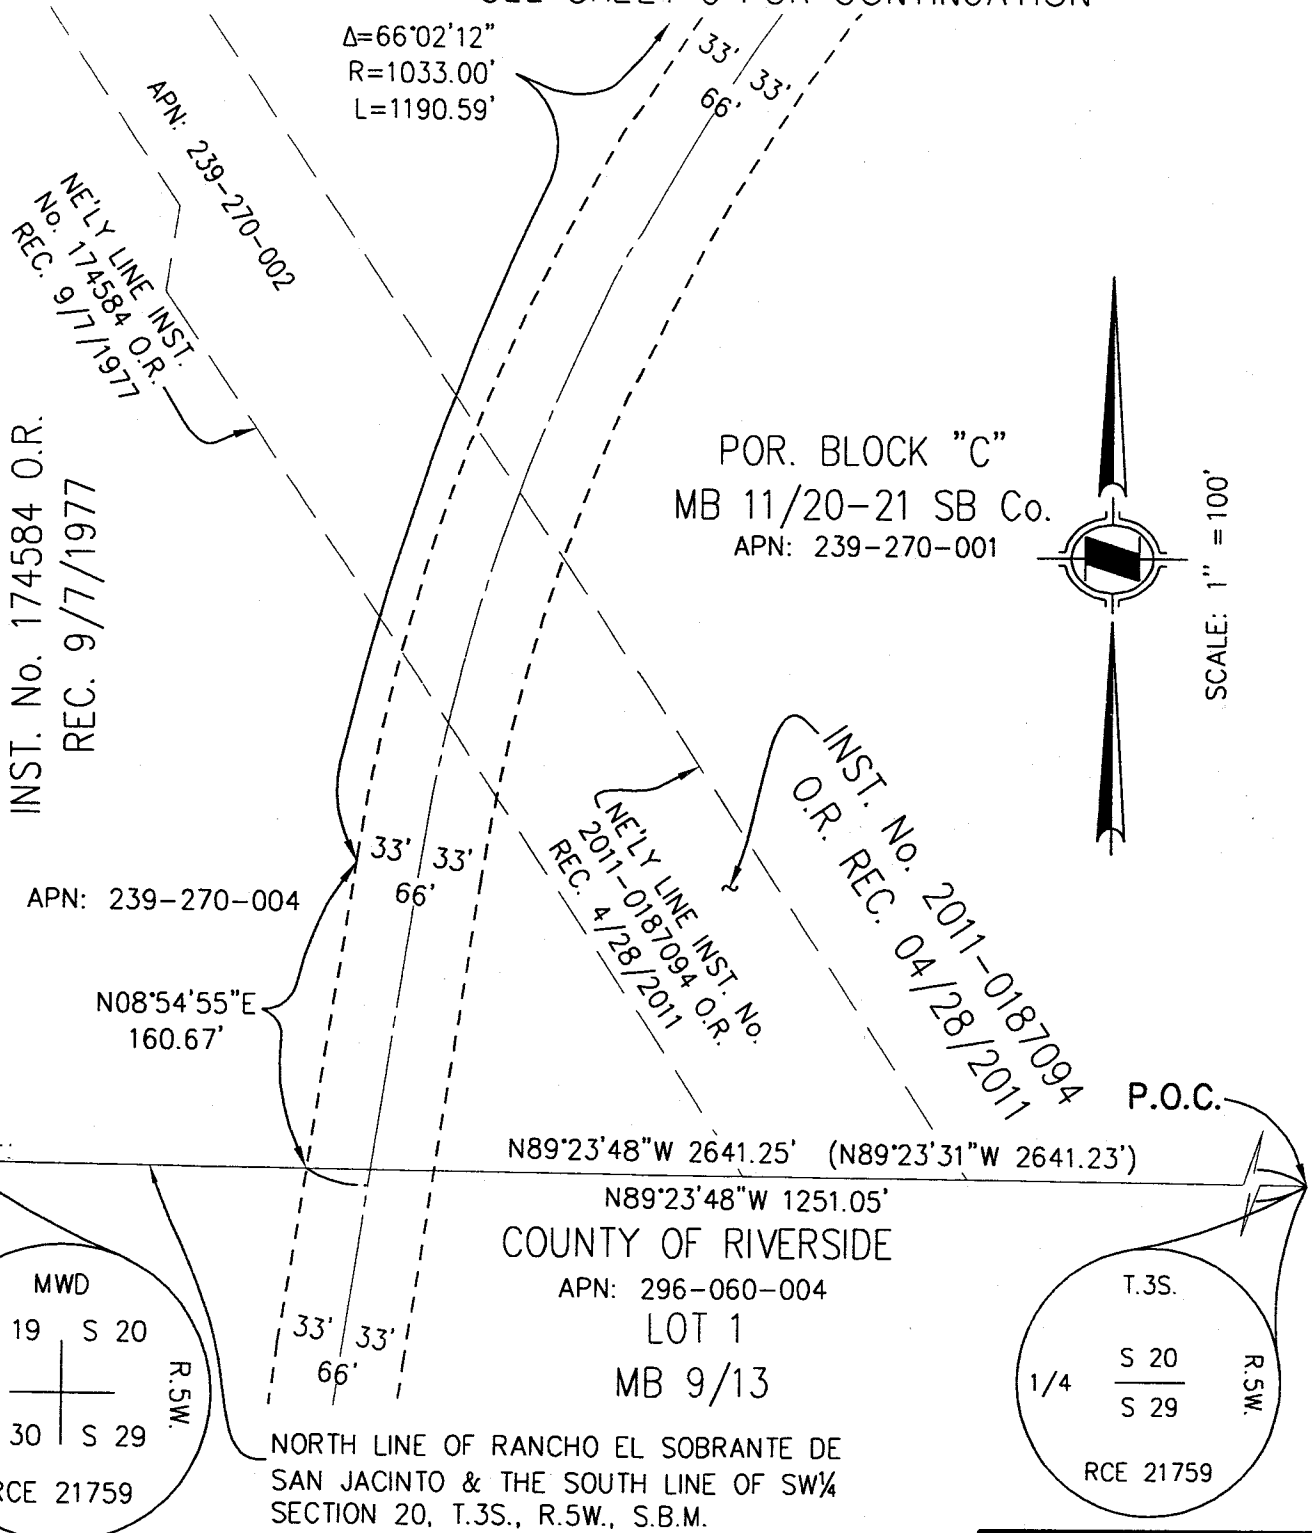 SEE SHEET FOR CONTINUATION
Δ=66°02'12"
R=1033.00'
L=1190.59'
33'
33'
66'
APN: 239-270-002
NE'LY LINE INST.
No. 174584 O.R.
REC. 9/7/1977
INST. No. 174584 O.R.
REC. 9/7/1977
POR. BLOCK "C"
MB 11/20-21 SB Co.
APN: 239-270-001
SCALE: 1" =100'
INST. No. 2011-0187094
O.R. REC. 04/28/2011
NE'LY LINE INST. No.
2011-0187094 O.R.
REC. 4/28/2011
33' 33'
66'
APN: 239-270-004
N08°54'55"E
160.67'
P.O.C.
N89°23'48"W 2641.25' (N89°23'31"W 2641.23')
N89°23'48"W 1251.05'
COUNTY OF RIVERSIDE
APN: 296-060-004
LOT 1
MB 9/13
33' 33'
66'
MWD
19 S 20
R.5W.
30 S 29
RCE 21759
T.3S.
S 20
1/4
S 29
R.5W.
RCE 21759
NORTH LINE OF RANCHO EL SOBRANTE DE
SAN JACINTO & THE SOUTH LINE OF SW¼
SECTION 20, T.3S., R.5W., S.B.M.